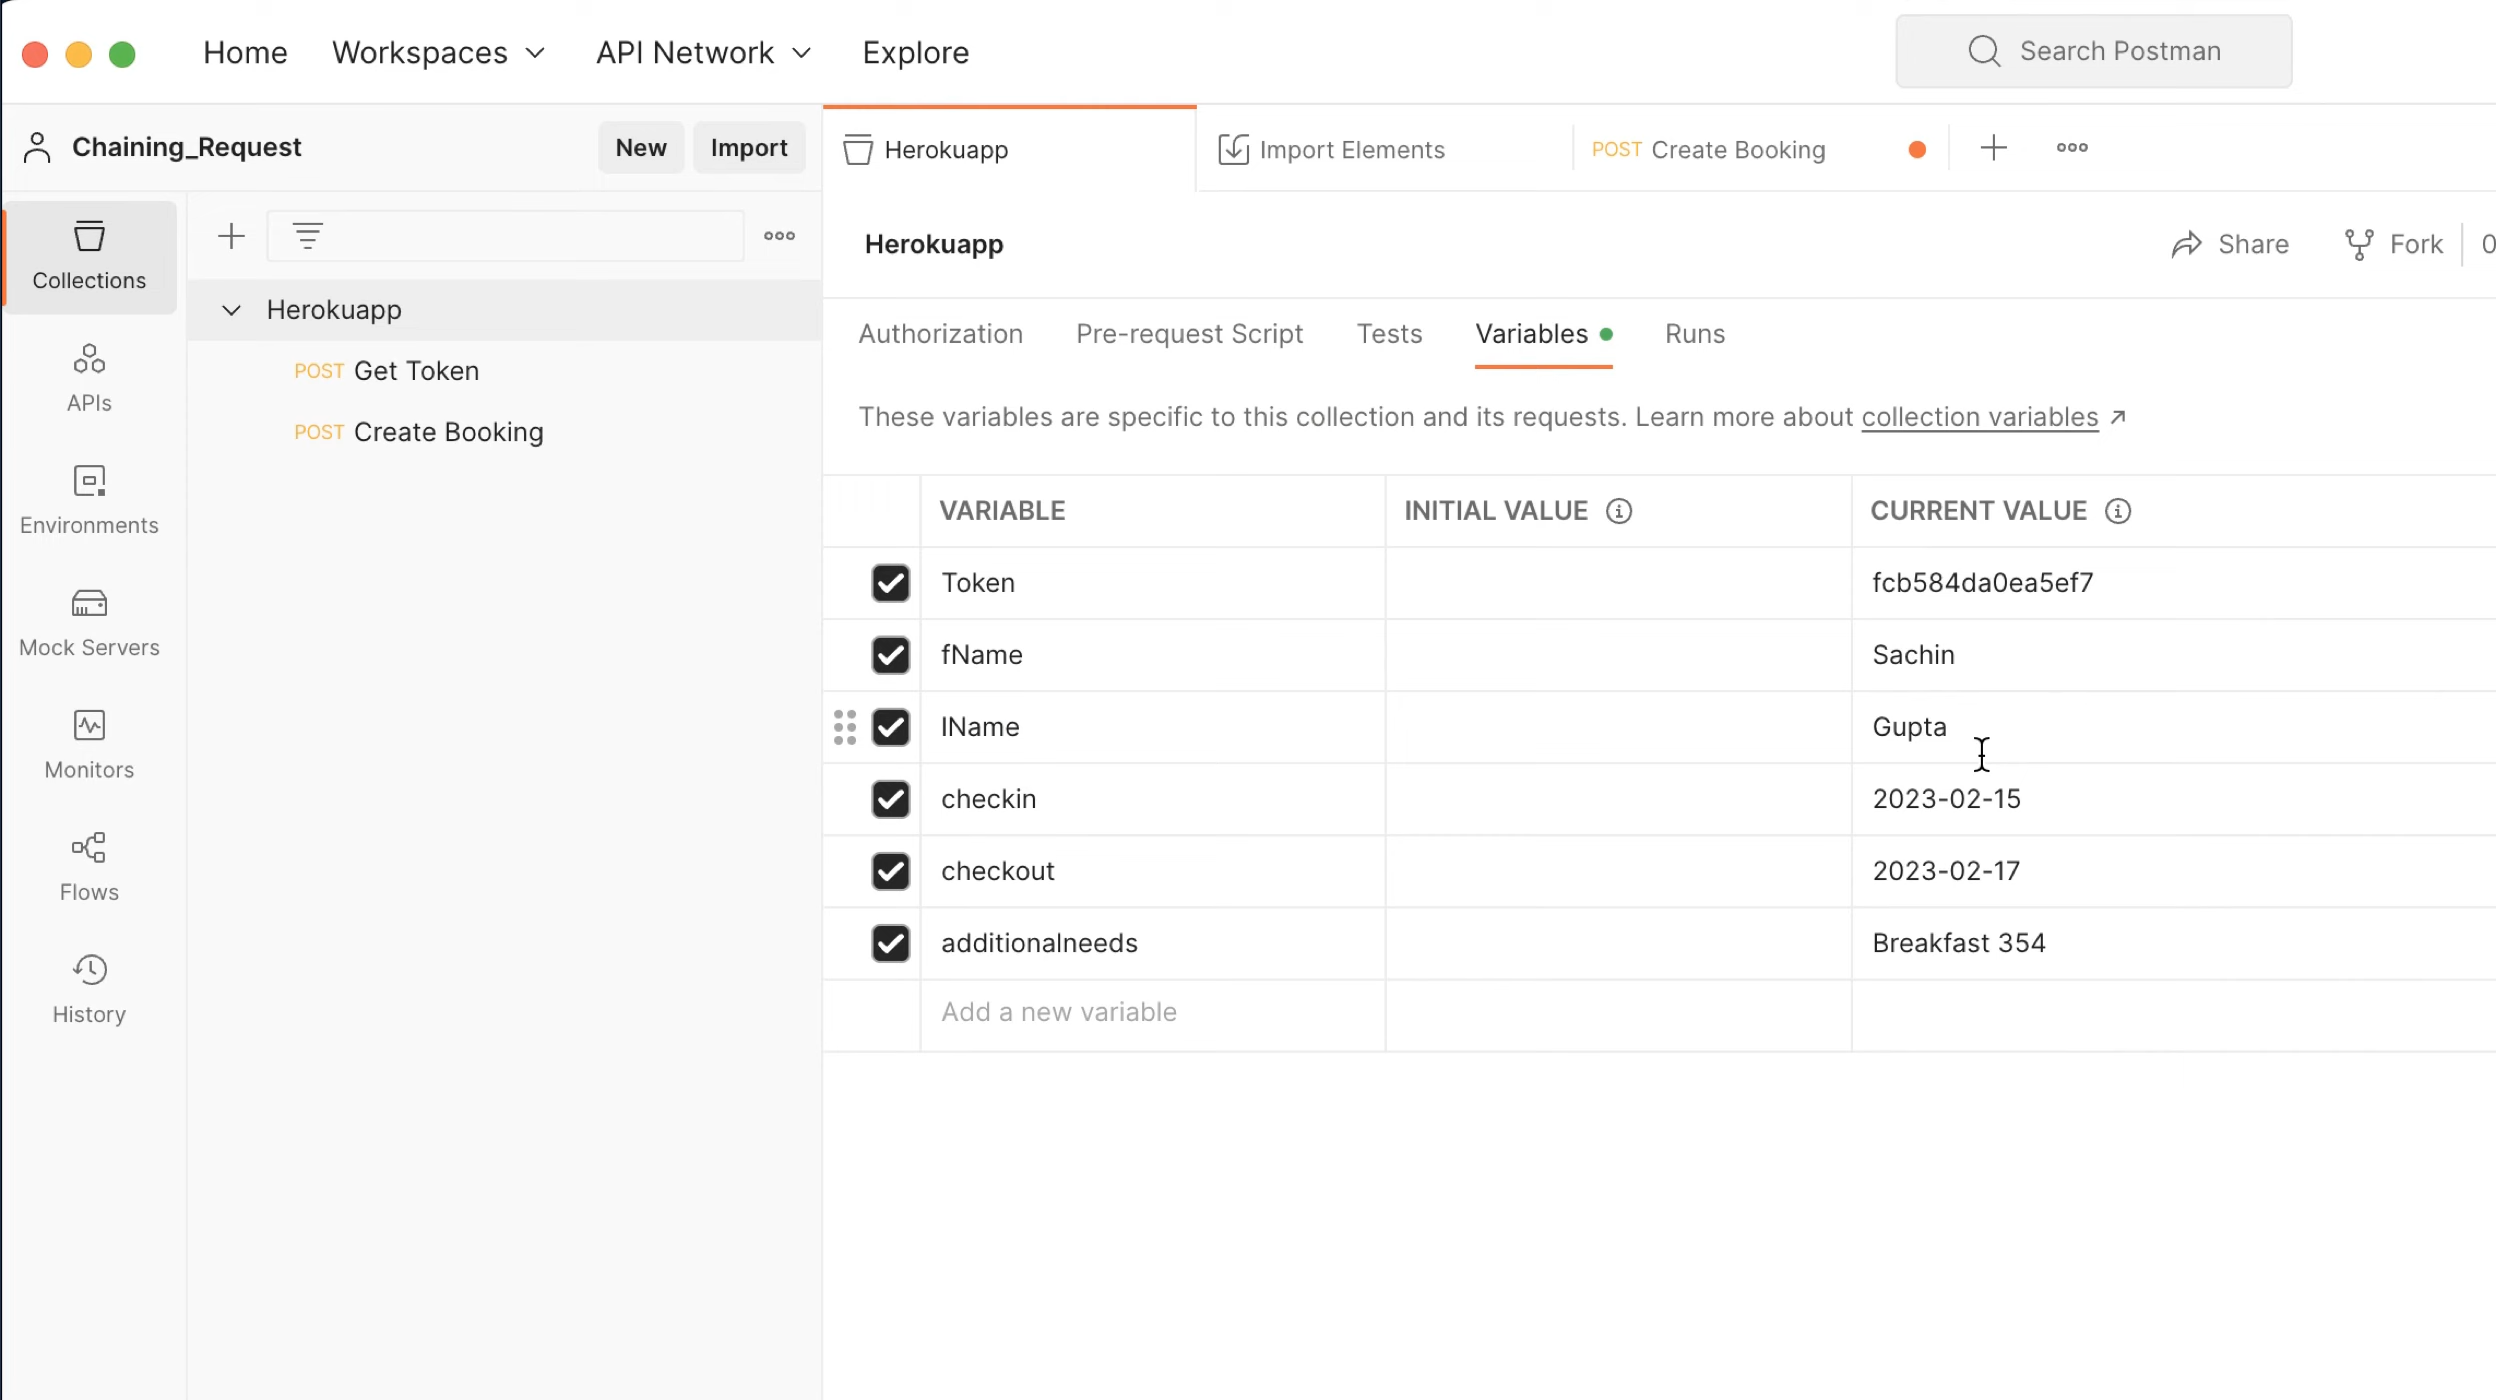 Home Workspaces API Network Explore Search Postman
Chaining_Request New Import
Herokuapp Import Elements POST Create Booking
Collections
APIs
Environments
Mock Servers
Monitors
Flows
History
Herokuapp
POST Get Token
POST Create Booking
Herokuapp Share Fork 0
Authorization Pre-request Script Tests Variables Runs
These variables are specific to this collection and its requests. Learn more about collection variables ↗
VARIABLE INITIAL VALUE CURRENT VALUE
Token fcb584da0ea5ef7
fName Sachin
lName Gupta
checkin 2023-02-15
checkout 2023-02-17
additionalneeds Breakfast 354
Add a new variable